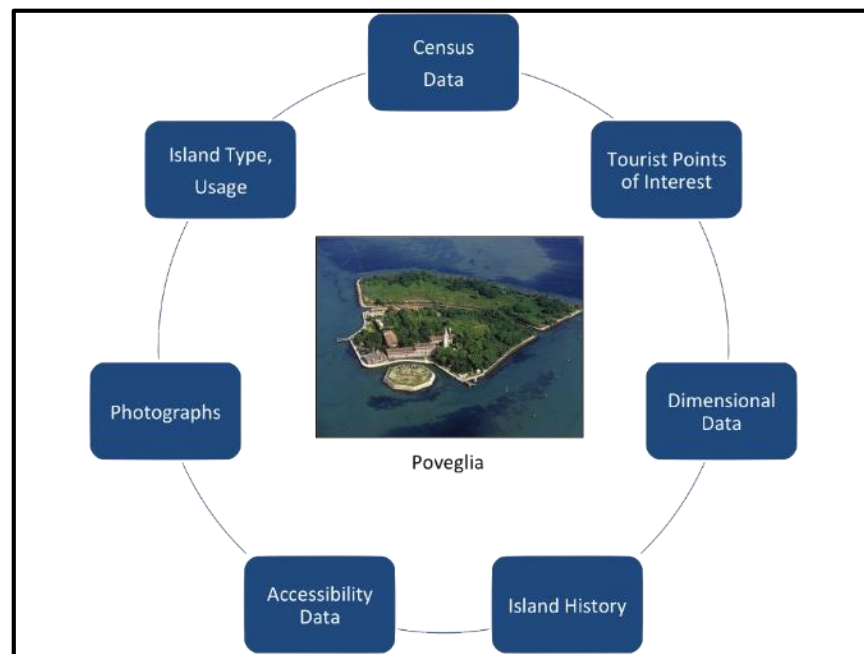 Census
Data
Tourist Points
of Interest
Dimensional
Data
Island History
Accessibility
Data
Photographs
Island Type,
Usage
Poveglia